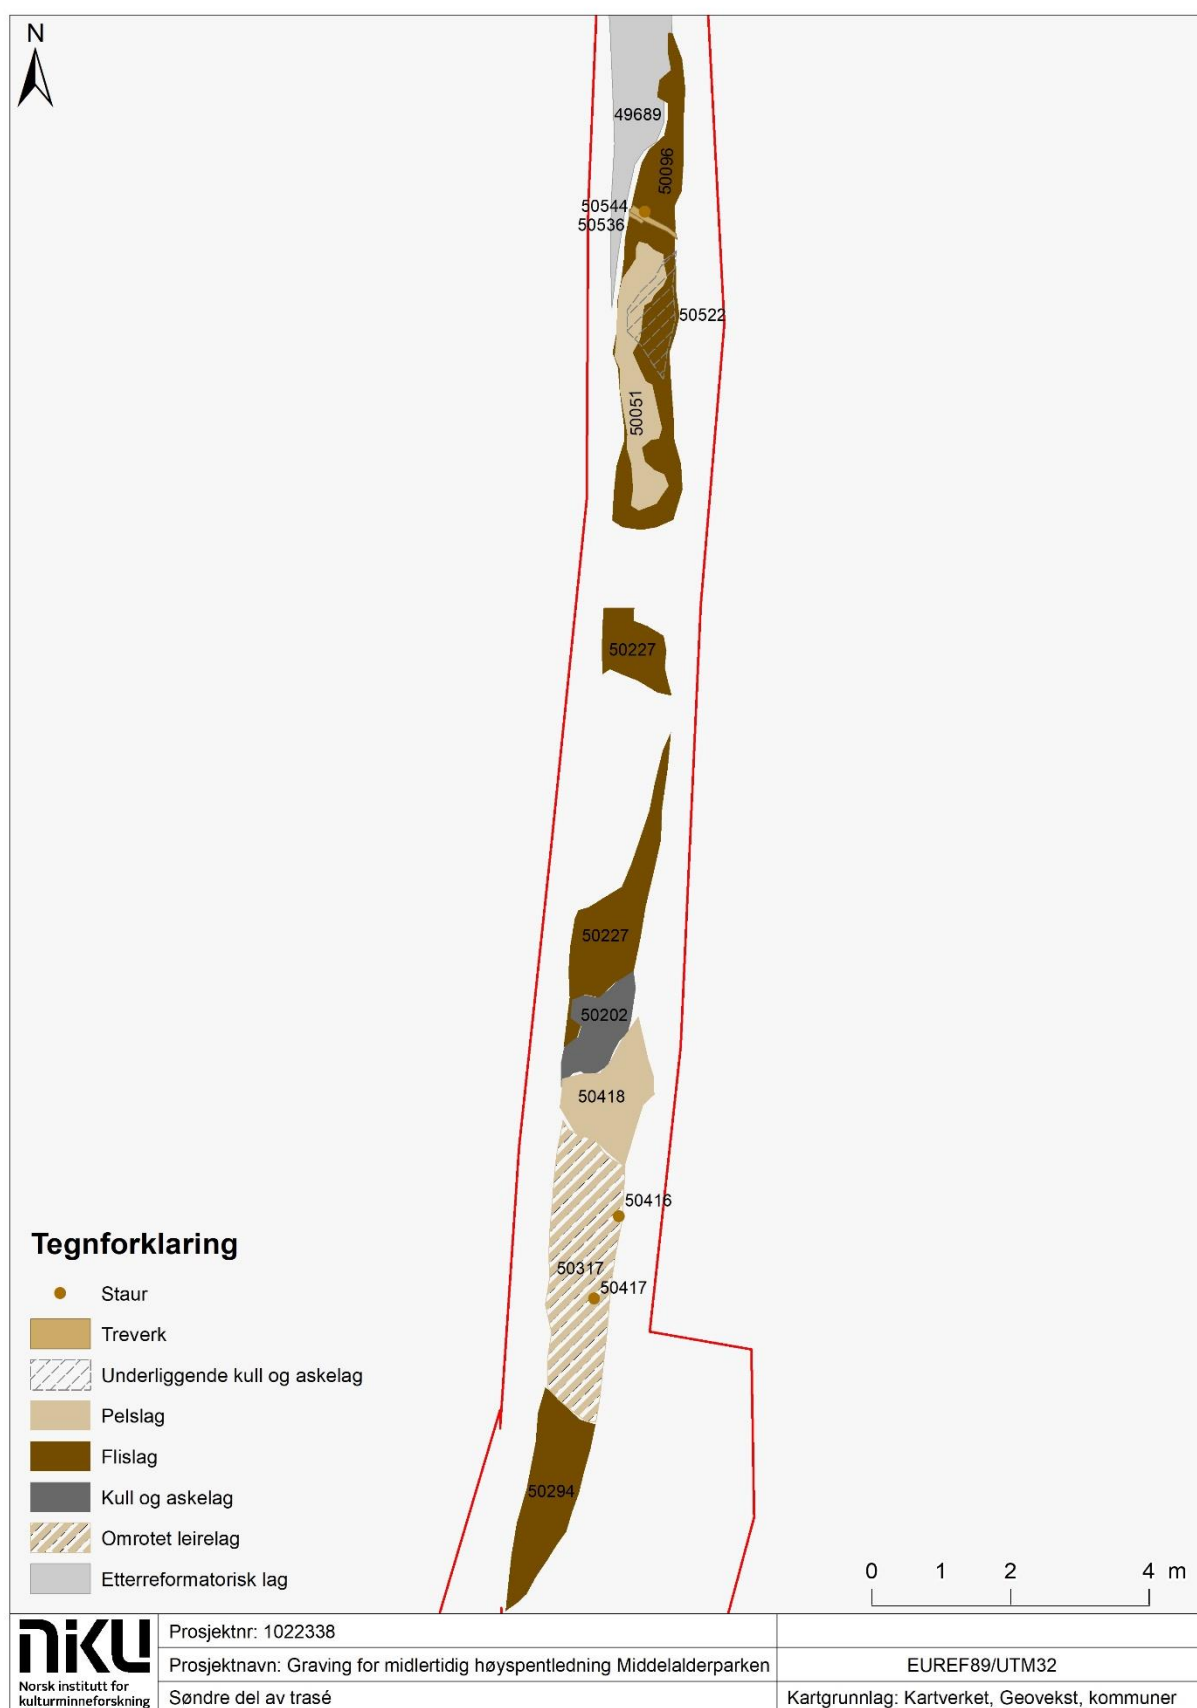 N
49689
50096
50544
50536
50522
50051
50227
50227
50202
50418
50416
50317
50417
50294
Tegnforklaring
Staur
Treverk
Underliggende kull og askelag
Pelslag
Flislag
Kull og askelag
Omrotet leirelag
Etterreformatorisk lag
0 1 2 4 m
niKU
Norsk institutt for
kulturminneforskning
Prosjektnr: 1022338
Prosjektnavn: Graving for midlertidig høyspentledning Middelalderparken
EUREF89/UTM32
Søndre del av trasé
Kartgrunnlag: Kartverket, Geovekst, kommuner